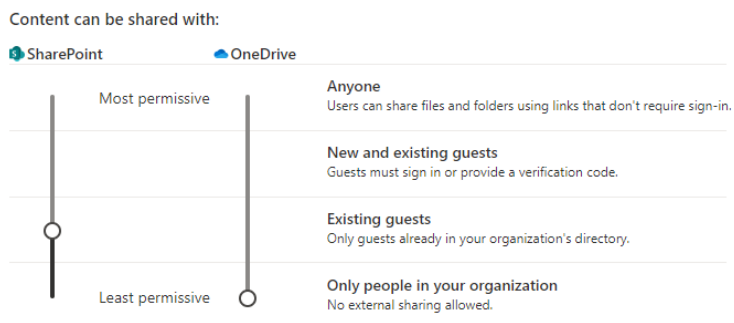 Content can be shared with:
SharePoint OneDrive
Most permissive
Anyone
Users can share files and folders using links that don't require sign-in.
New and existing guests
Guests must sign in or provide a verification code.
Existing guests
Only guests already in your organization's directory.
Least permissive
Only people in your organization
No external sharing allowed.